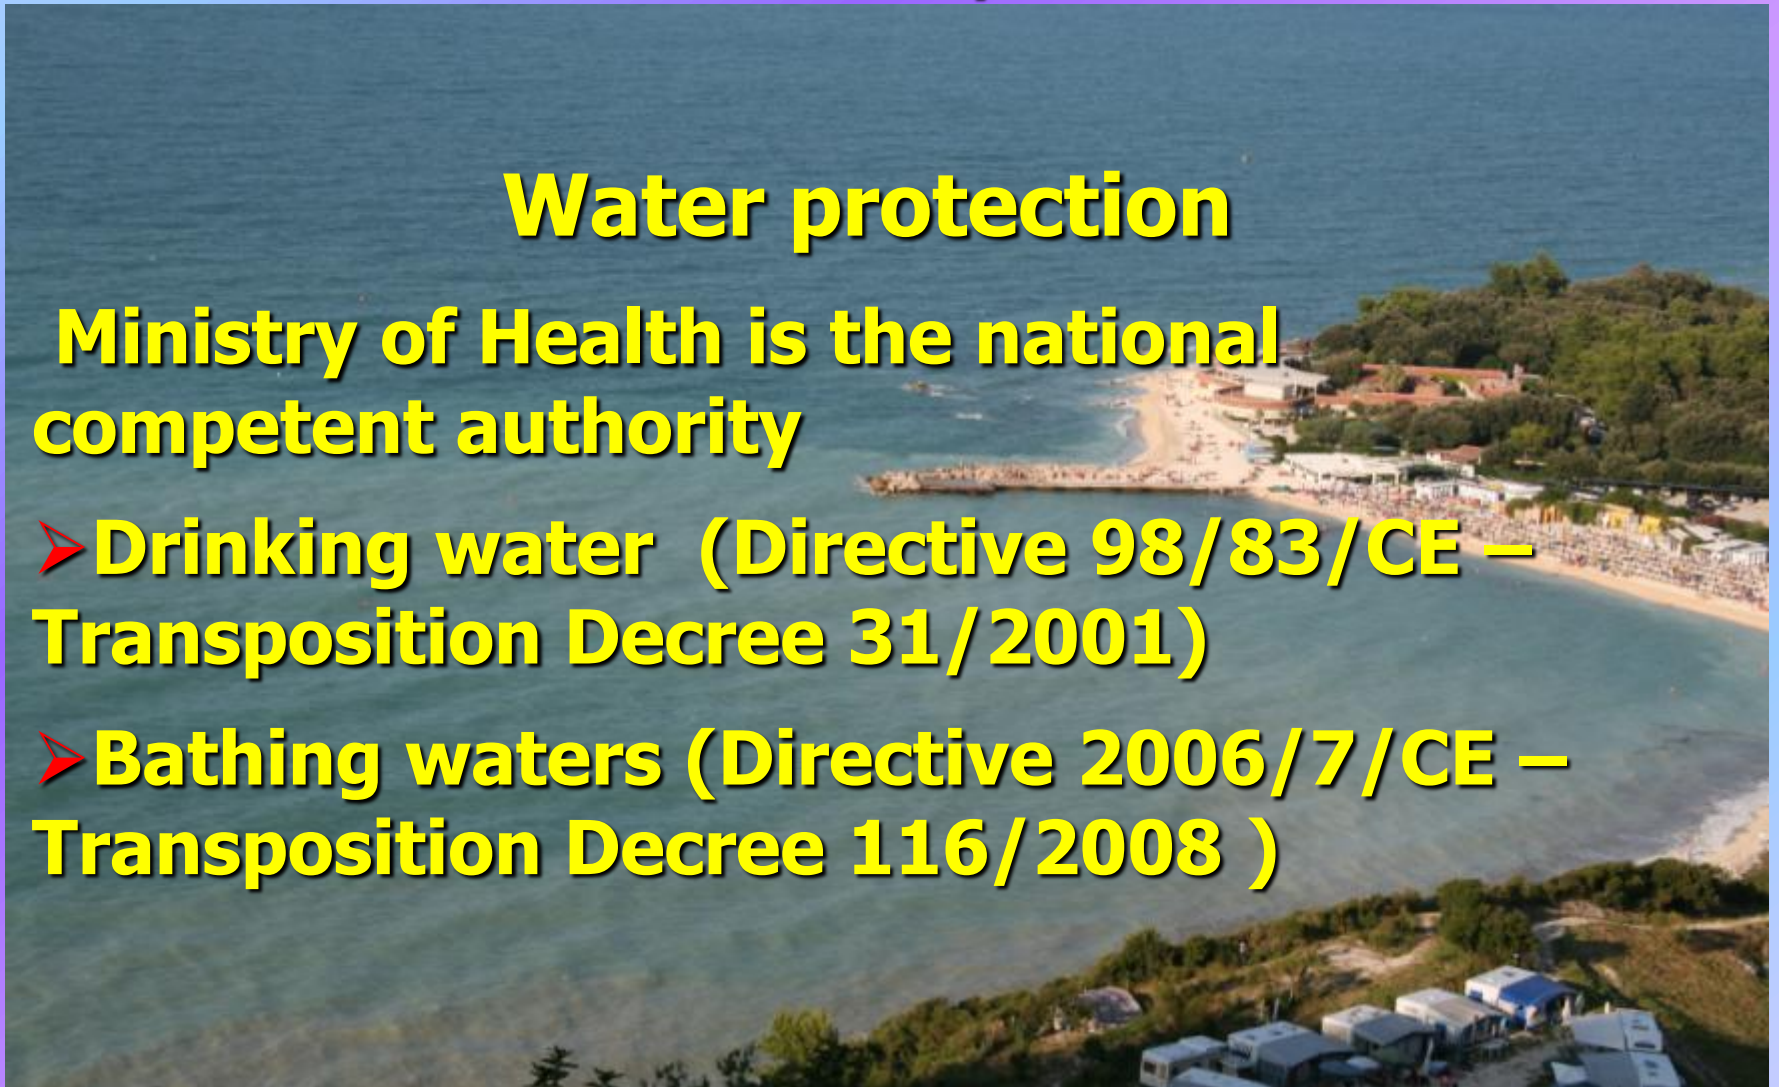 Water protection
Ministry of Health is the national
competent authority
➢Drinking water (Directive 98/83/CE –
Transposition Decree 31/2001)
➢Bathing waters (Directive 2006/7/CE –
Transposition Decree 116/2008 )